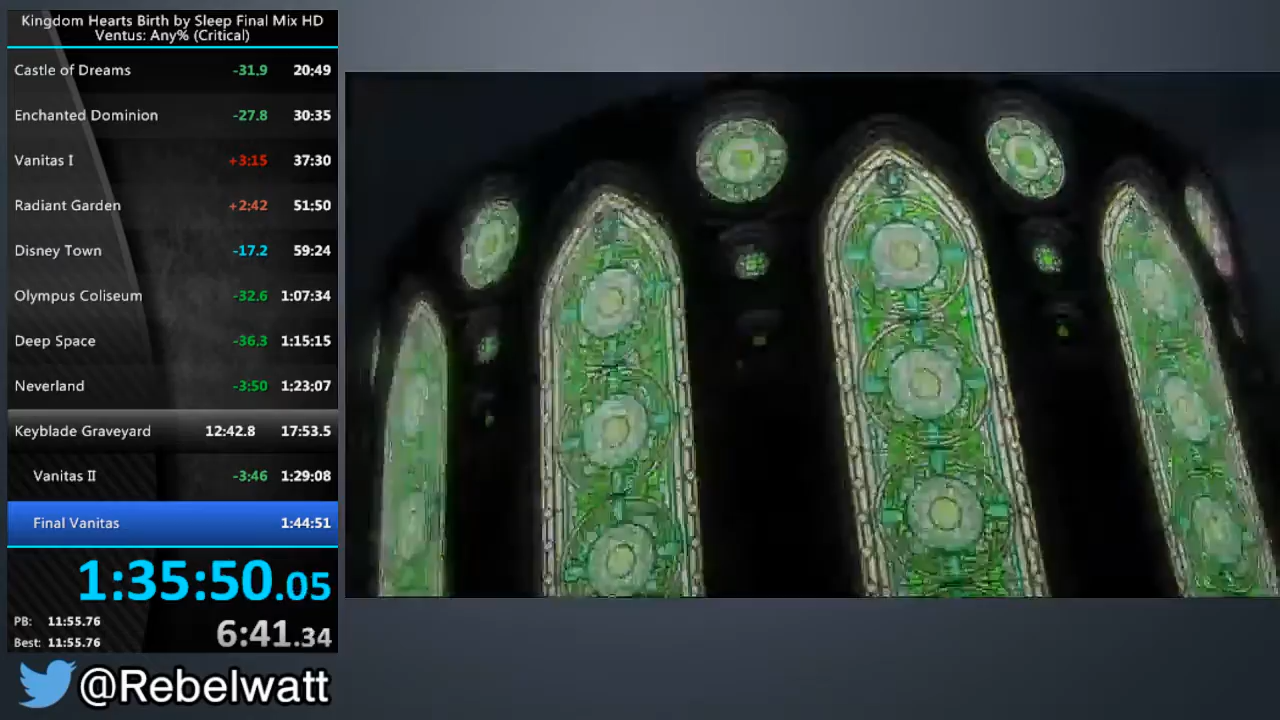 Kingdom Hearts Birth by Sleep Final Mix HD
Ventus: Any% (Critical)
Castle of Dreams -31.9 20:49
Enchanted Dominion -27.8 30:35
Vanitas I +3:15 37:30
Radiant Garden +2:42 51:50
Disney Town -17.2 59:24
Olympus Coliseum -32.6 1:07:34
Deep Space -36.3 1:15:15
Neverland -3:50 1:23:07
Keyblade Graveyard 12:42.8 17:53.5
Vanitas II -3:46 1:29:08
Final Vanitas 1:44:51
1:35:50.05
PB: 11:55.76
Best: 11:55.76
6:41.34
@Rebelwatt